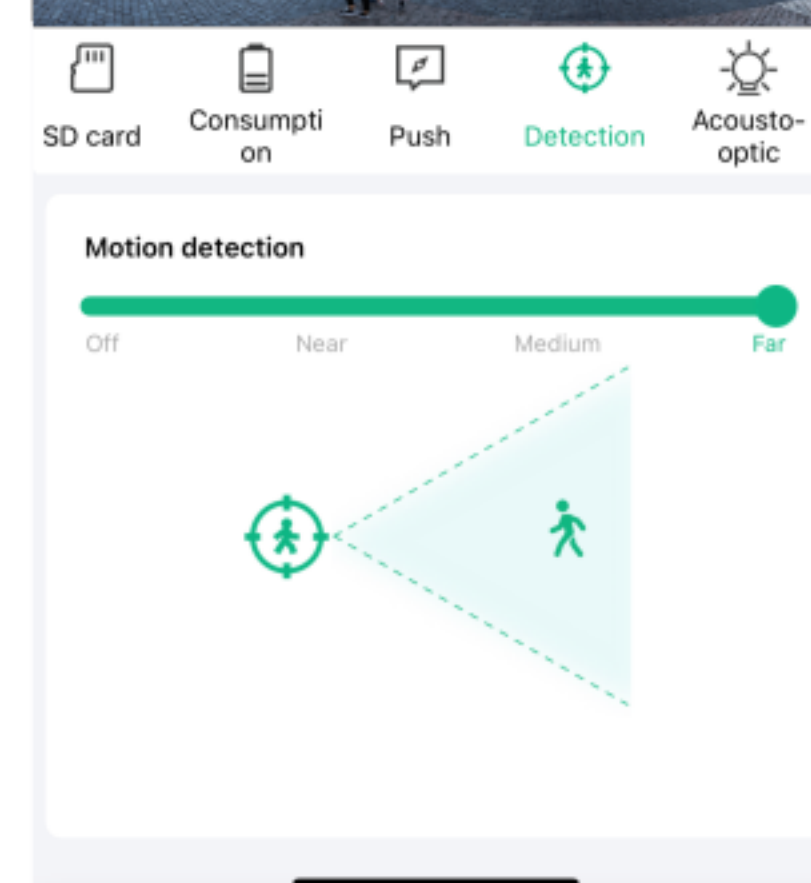 SD card
Consumpti
on
Push
Detection
Acousto-
optic
Motion detection
Off
Near
Medium
Far